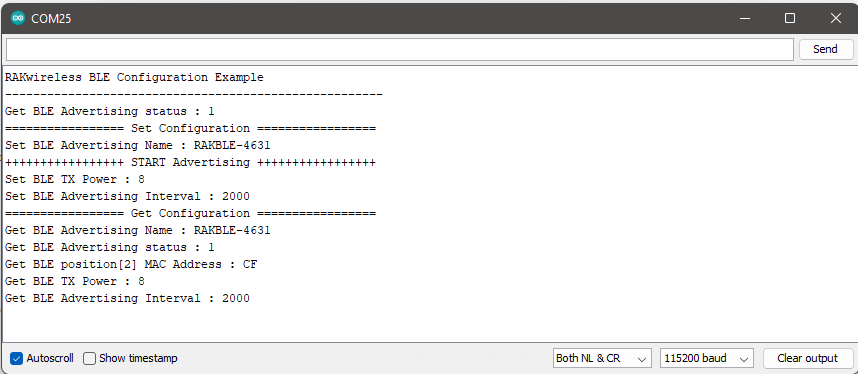 COM25
Send
RAKwireless BLE Configuration Example
------------------------------------------------------
Get BLE Advertising status : 1
================= Set Configuration =================
Set BLE Advertising Name : RAKBLE-4631
+++++++++++++++++ START Advertising +++++++++++++++++
Set BLE TX Power : 8
Set BLE Advertising Interval : 2000
================= Get Configuration =================
Get BLE Advertising Name : RAKBLE-4631
Get BLE Advertising status : 1
Get BLE position[2] MAC Address : CF
Get BLE TX Power : 8
Get BLE Advertising Interval : 2000
Autoscroll Show timestamp Both NL & CR 115200 baud Clear output